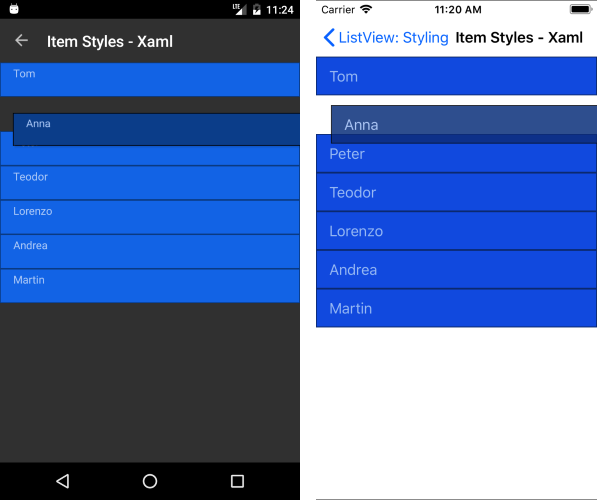 LTE 11:24
Item Styles - Xaml
Tom
Anna
Teodor
Lorenzo
Andrea
Martin
Carrier 11:20 AM
ListView: Styling Item Styles - Xaml
Tom
Anna
Peter
Teodor
Lorenzo
Andrea
Martin